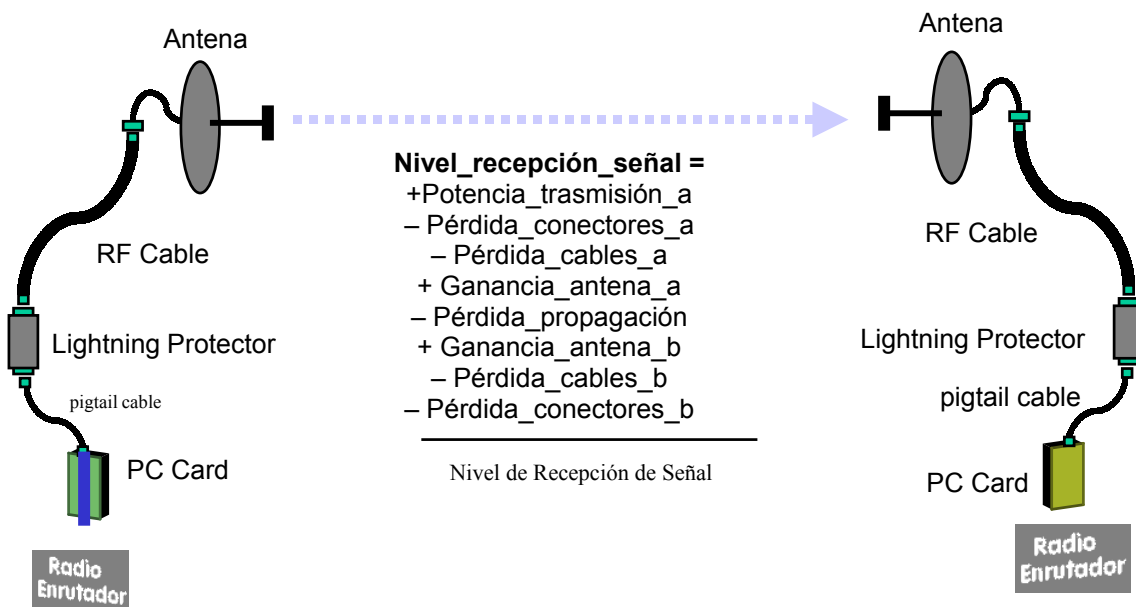 Antena
Antena
Nivel_recepción_señal =
+Potencia_trasmisión_a
– Pérdida_conectores_a
– Pérdida_cables_a
+ Ganancia_antena_a
– Pérdida_propagación
+ Ganancia_antena_b
– Pérdida_cables_b
– Pérdida_conectores_b
Nivel de Recepción de Señal
RF Cable
Lightning Protector
pigtail cable
PC Card
Radio
Enrutador
RF Cable
Lightning Protector
pigtail cable
PC Card
Radio
Enrutador